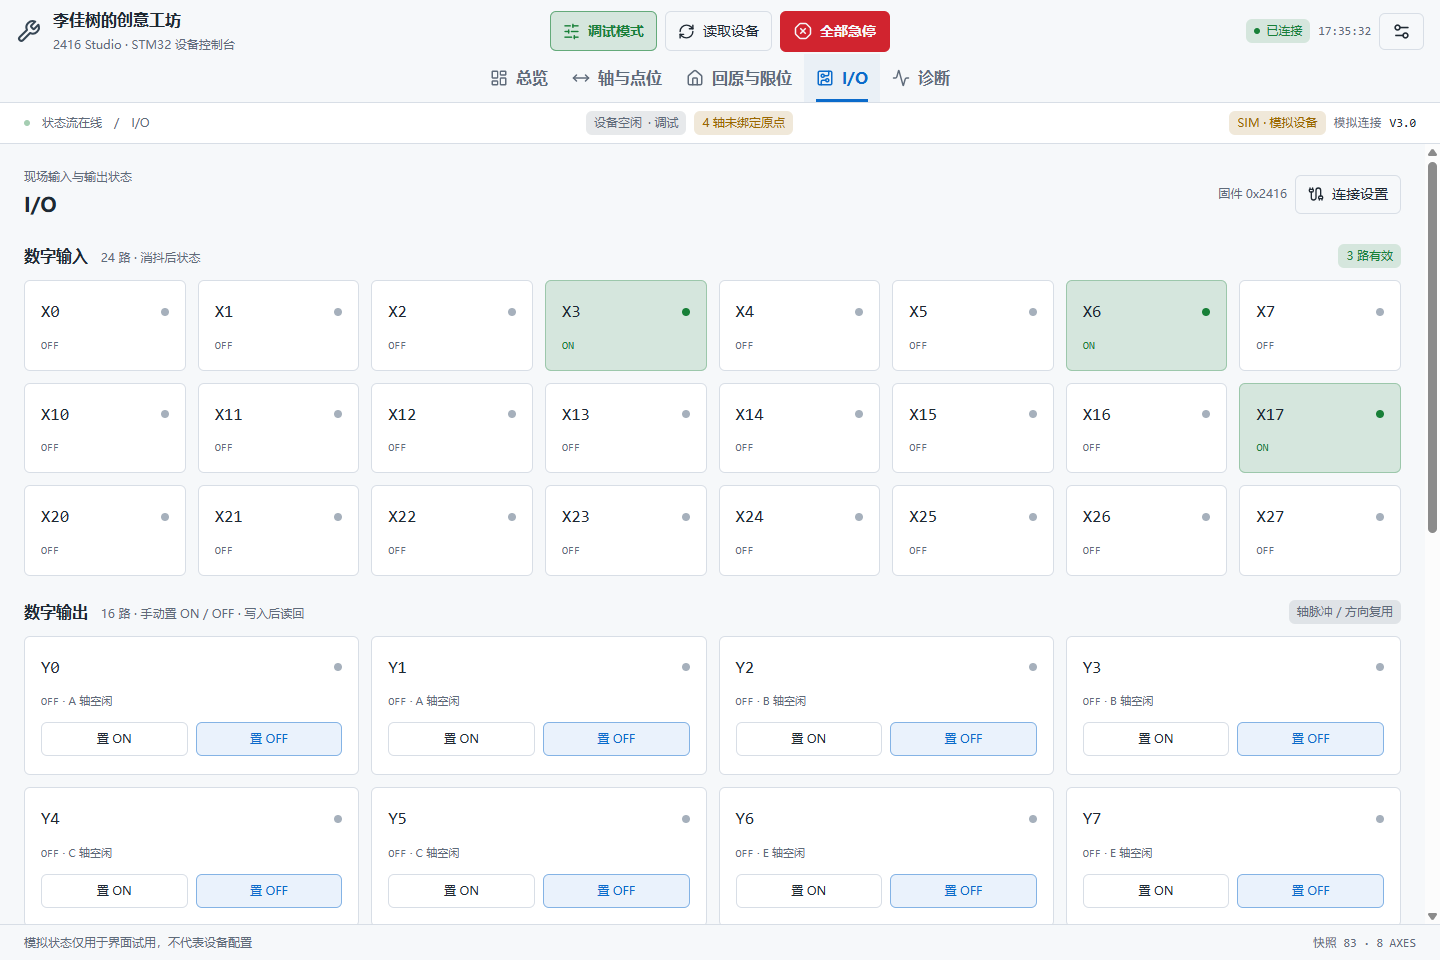 李佳树的创意工坊
2416 Studio · STM32 设备控制台
调试模式
读取设备
全部急停
已连接
17:35:32
总览
轴与点位
回原与限位
I/O
诊断
状态流在线 / I/O
设备空闲 · 调试
4 轴未绑定原点
SIM · 模拟设备
模拟连接 V3.0
现场输入与输出状态
I/O
固件 0x2416
连接设置
数字输入 24 路 · 消抖后状态
3 路有效
X0 X1 X2 X3 X4 X5 X6 X7
OFF OFF OFF ON OFF OFF ON OFF
X10 X11 X12 X13 X14 X15 X16 X17
OFF OFF OFF OFF OFF OFF OFF ON
X20 X21 X22 X23 X24 X25 X26 X27
OFF OFF OFF OFF OFF OFF OFF OFF
数字输出 16 路 · 手动置 ON / OFF · 写入后读回
轴脉冲 / 方向复用
Y0 Y1 Y2 Y3
OFF · A 轴空闲 OFF · A 轴空闲 OFF · B 轴空闲 OFF · B 轴空闲
置 ON 置 OFF 置 ON 置 OFF 置 ON 置 OFF 置 ON 置 OFF
Y4 Y5 Y6 Y7
OFF · C 轴空闲 OFF · C 轴空闲 OFF · E 轴空闲 OFF · E 轴空闲
置 ON 置 OFF 置 ON 置 OFF 置 ON 置 OFF 置 ON 置 OFF
模拟状态仅用于界面试用，不代表设备配置
快照 83 · 8 AXES